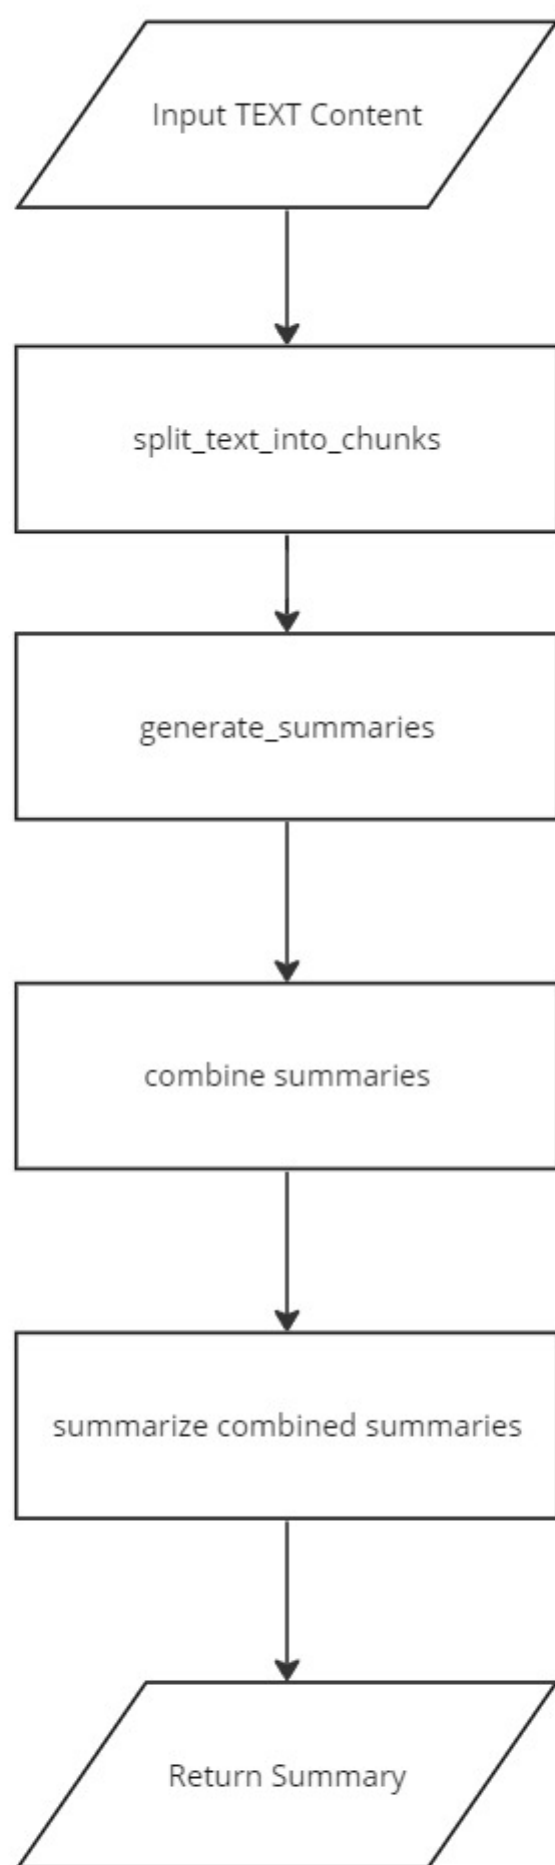 Input TEXT Content
split_text_into_chunks
generate_summaries
combine summaries
summarize combined summaries
Return Summary